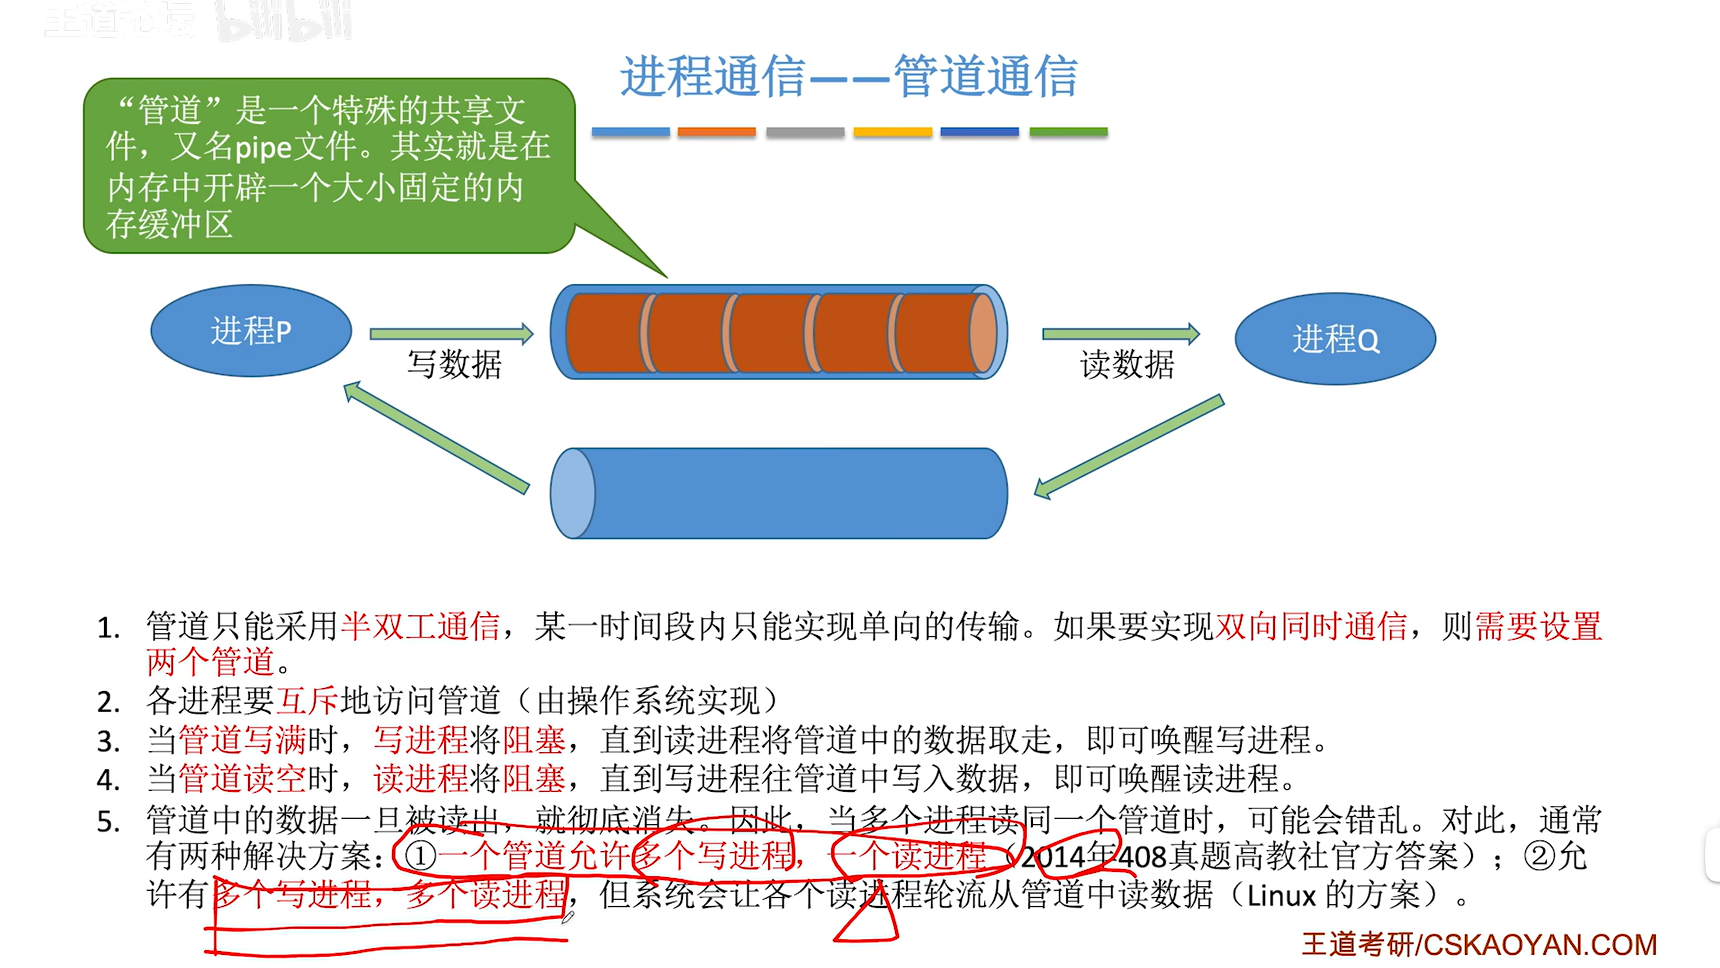 王道论坛 bilibili
进程通信——管道通信
“管道”是一个特殊的共享文
件，又名pipe文件。其实就是在
内存中开辟一个大小固定的内
存缓冲区
进程P
写数据
读数据
进程Q
1. 管道只能采用半双工通信，某一时间段内只能实现单向的传输。如果要实现双向同时通信，则需要设置
两个管道。
2. 各进程要互斥地访问管道（由操作系统实现）
3. 当管道写满时，写进程将阻塞，直到读进程将管道中的数据取走，即可唤醒写进程。
4. 当管道读空时，读进程将阻塞，直到写进程往管道中写入数据，即可唤醒读进程。
5. 管道中的数据一旦被读出，就彻底消失。因此，当多个进程读同一个管道时，可能会错乱。对此，通常
有两种解决方案：①一个管道允许多个写进程，一个读进程（2014年408真题高教社官方答案）；②允
许有多个写进程，多个读进程，但系统会让各个读进程轮流从管道中读数据（Linux 的方案）。
王道考研/CSKAOYAN.COM